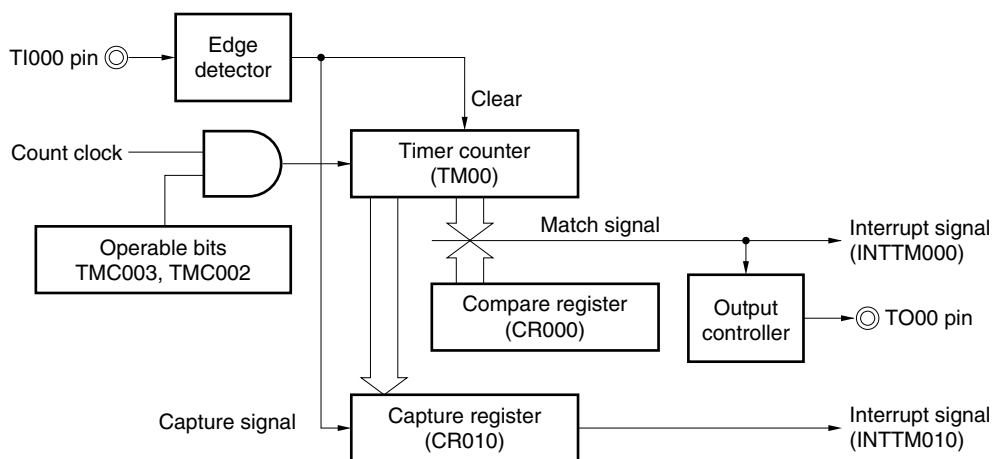 TI000 pin
Edge
detector
Clear
Count clock
Timer counter
(TM00)
Operable bits
TMC003, TMC002
Match signal
Interrupt signal
(INTTM000)
Compare register
(CR000)
Output
controller
TO00 pin
Capture signal
Capture register
(CR010)
Interrupt signal
(INTTM010)